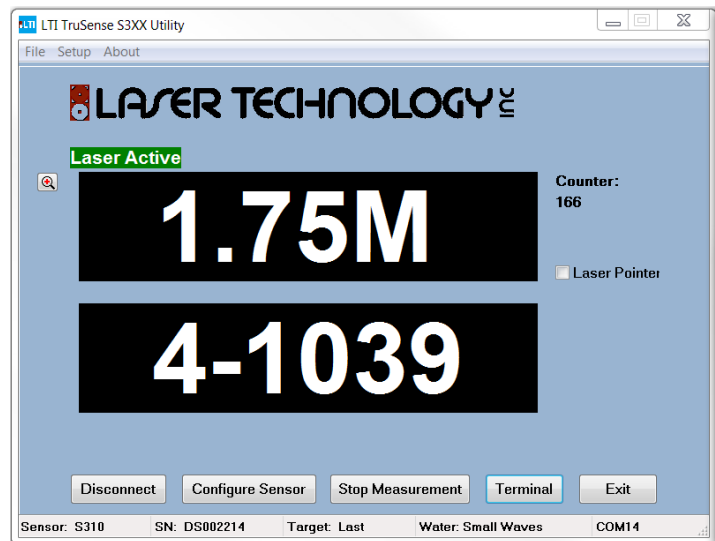 LTI LTI TruSense S3XX Utility
File Setup About
LASER TECHNOLOGY INC
Laser Active
1.75M
Counter:
166
Laser Pointer
4-1039
Disconnect Configure Sensor Stop Measurement Terminal Exit
Sensor: S310 SN: DS002214 Target: Last Water: Small Waves COM14